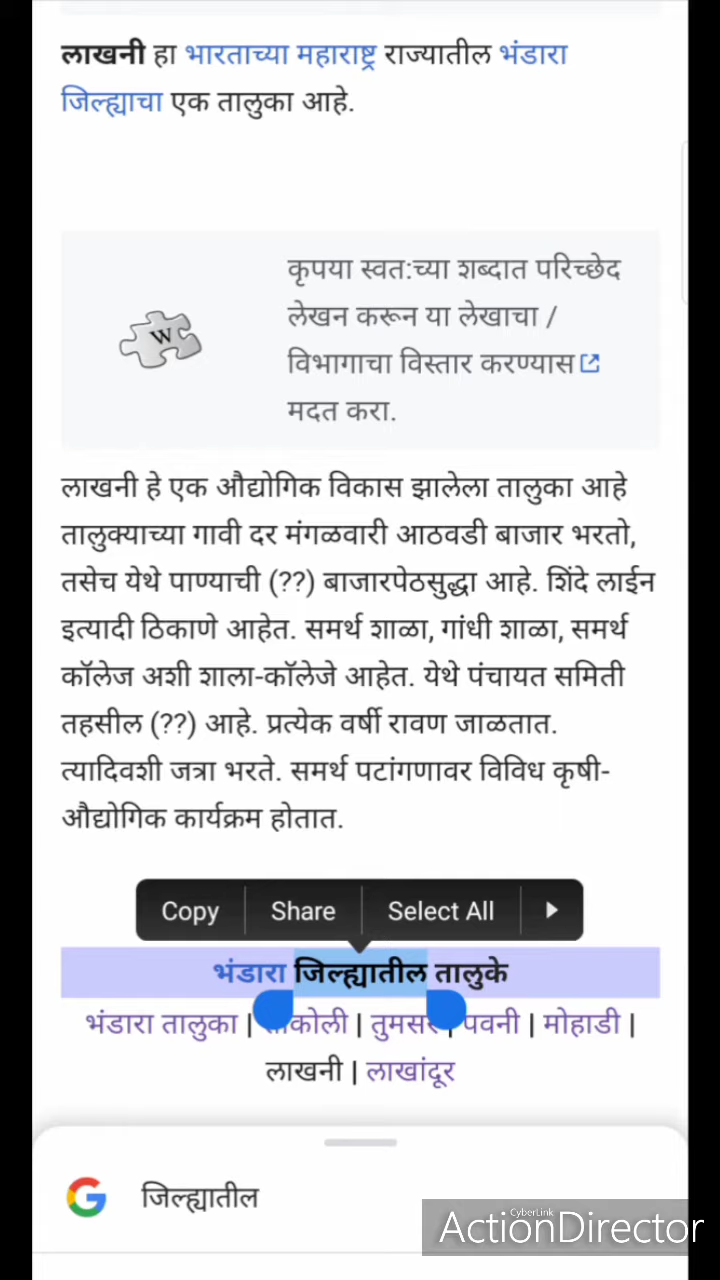 लाखनी हा भारताच्या महाराष्ट्र राज्यातील भंडारा
जिल्ह्याचा एक तालुका आहे.
W
कृपया स्वतःच्या शब्दात परिच्छेद
लेखन करून या लेखाचा /
विभागाचा विस्तार करण्यास
मदत करा.
लाखनी हे एक औद्योगिक विकास झालेला तालुका आहे
तालुक्याच्या गावी दर मंगळवारी आठवडी बाजार भरतो,
तसेच येथे पाण्याची (??) बाजारपेठसुद्धा आहे. शिंदे लाईन
इत्यादी ठिकाणे आहेत. समर्थ शाळा, गांधी शाळा, समर्थ
कॉलेज अशी शाला-कॉलेजे आहेत. येथे पंचायत समिती
तहसील (??) आहे. प्रत्येक वर्षी रावण जाळतात.
त्यादिवशी जत्रा भरते. समर्थ पटांगणावर विविध कृषी-
औद्योगिक कार्यक्रम होतात.
Copy Share Select All
भंडारा जिल्ह्यातील तालुके
भंडारा तालुका | | पवनी | मोहाडी |
लाखनी | लाखांदूर
G जिल्ह्यातील
CyberLink
ActionDirector